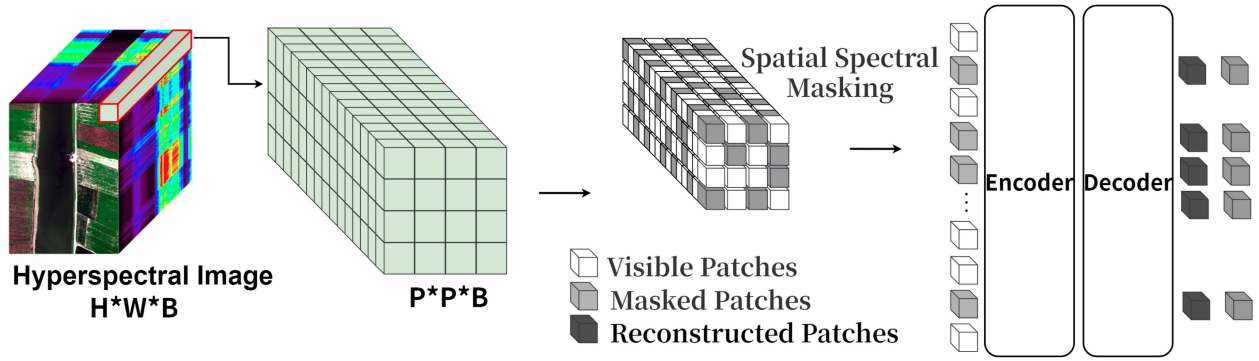 Hyperspectral Image
H*W*B
P*P*B
Spatial Spectral
Masking
Visible Patches
Masked Patches
Reconstructed Patches
Encoder
Decoder